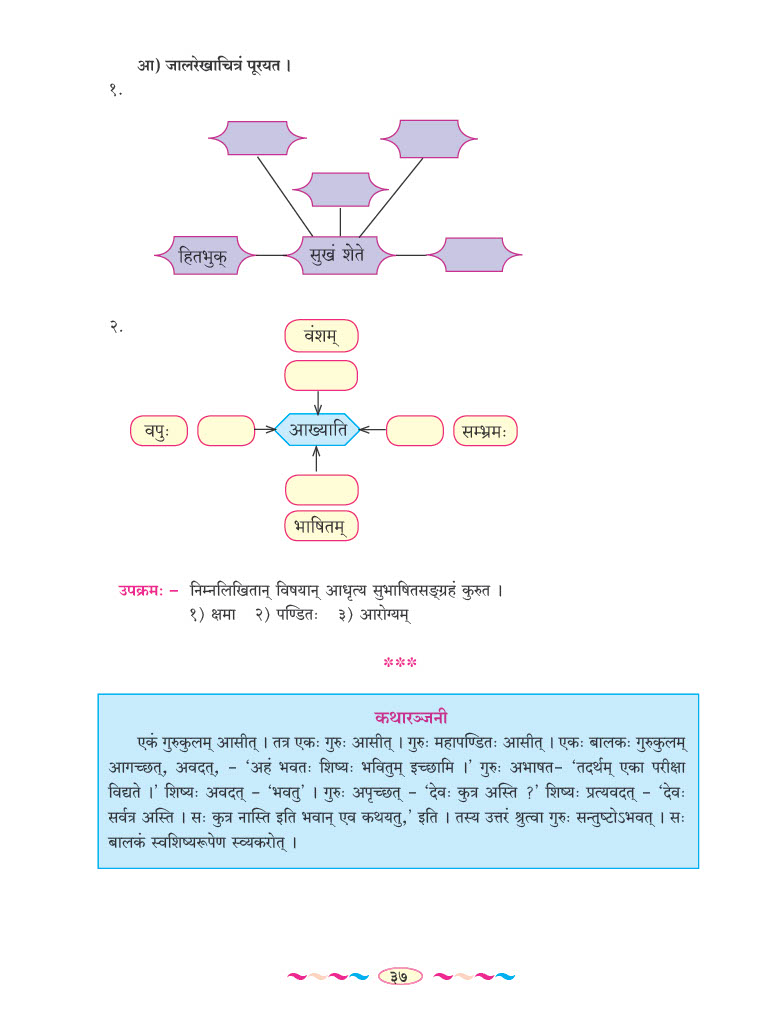 आ) जालरेखाचित्रं पूरयत ।
१.
हितभुक्
सुखं शेते
२.
वंशम्
वपुः
आख्याति
सम्भ्रमः
भाषितम्
उपक्रमः – निम्नलिखितान् विषयान् आधृत्य सुभाषितसङ्ग्रहं कुरुत ।
१) क्षमा २) पण्डितः ३) आरोग्यम्
***
कथारञ्जनी
एकं गुरुकुलम् आसीत् । तत्र एकः गुरुः आसीत् । गुरुः महापण्डितः आसीत् । एकः बालकः गुरुकुलम्
आगच्छत्, अवदत्, – ‘अहं भवतः शिष्यः भवितुम् इच्छामि ।’ गुरुः अभाषत– ‘तदर्थम् एका परीक्षा
विद्यते ।’ शिष्यः अवदत् – ‘भवतु’ । गुरुः अपृच्छत् – ‘देवः कुत्र अस्ति ?’ शिष्यः प्रत्यवदत् – ‘देवः
सर्वत्र अस्ति । सः कुत्र नास्ति इति भवान् एव कथयतु,’ इति । तस्य उत्तरं श्रुत्वा गुरुः सन्तुष्टोऽभवत् । सः
बालकं स्वशिष्यरूपेण स्व्यकरोत् ।
३७